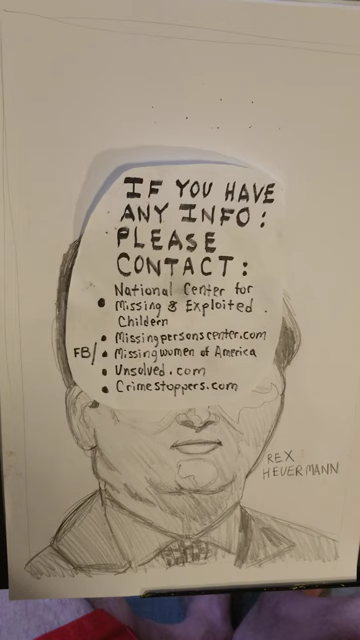 IF YOU HAVE
ANY INFO:
PLEASE
CONTACT:
National Center for
• Missing & Exploited
Childern
• Missingpersonscenter.com
FB/• Missingwomen of America
• Unsolved.com
• Crimestoppers.com
REX
HEUERMANN